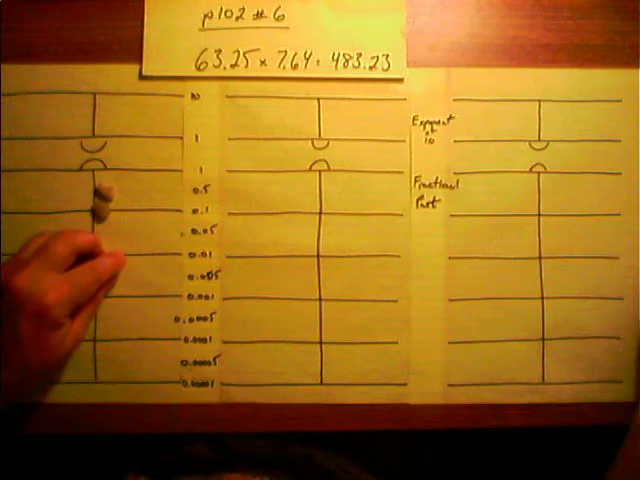 p102 #6
63.25 × 7.64 = 483.23
10
1
1
0.5
0.1
0.05
0.01
0.005
0.001
0.0005
0.0001
0.00005
0.00001
Exponent
of
10
Fractional
Part